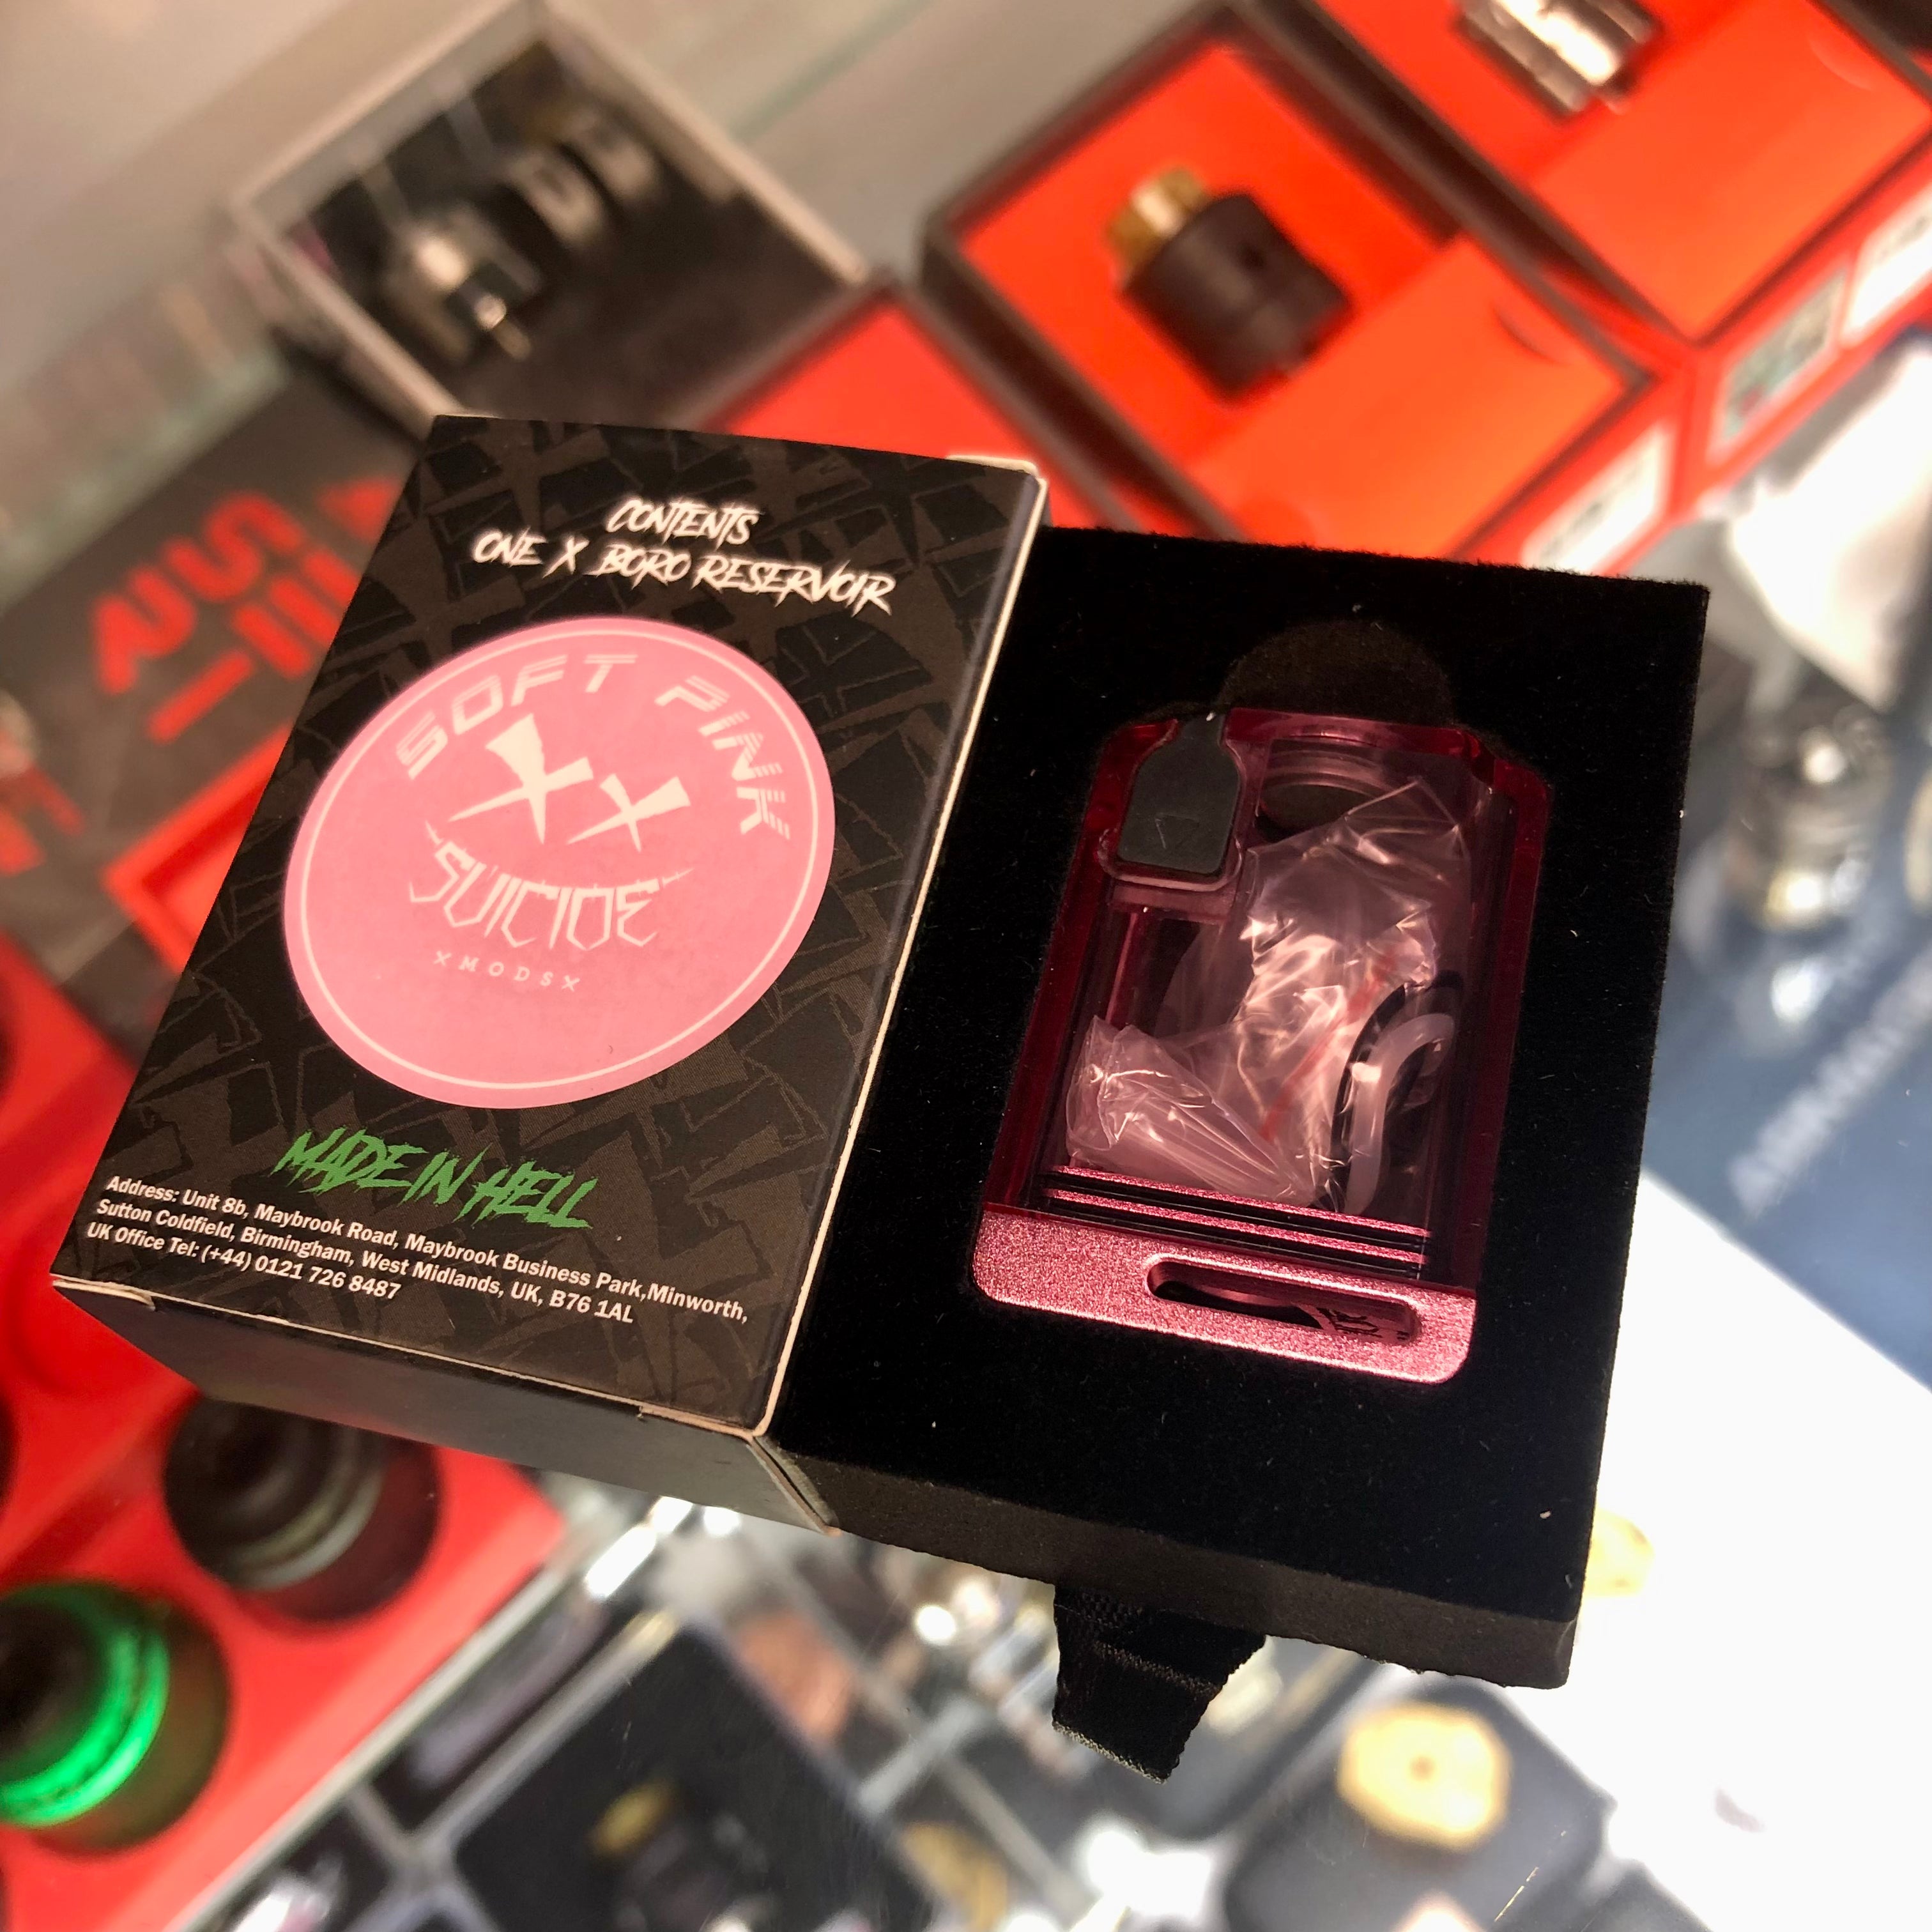 CONTENTS
ONE X BORO RESERVOIR
SOFT PINK
SUICIDE
XMODSX
MADE IN HELL
Address: Unit 8b, Maybrook Road, Maybrook Business Park,Minworth,
Sutton Coldfield, Birmingham, West Midlands, UK, B76 1AL
UK Office Tel: (+44) 0121 726 8487